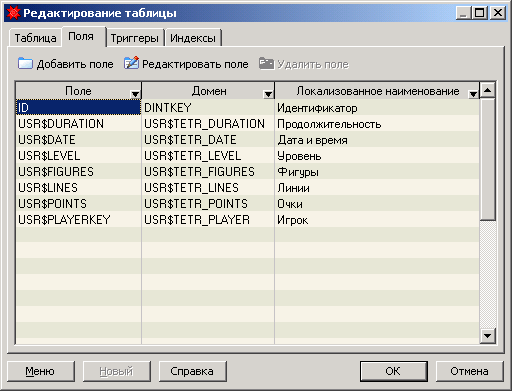 Редактирование таблицы
Таблица Поля Триггеры Индексы
Добавить поле Редактировать поле Удалить поле
Поле Домен Локализованное наименование
ID DINTKEY Идентификатор
USR$DURATION USR$TETR_DURATION Продолжительность
USR$DATE USR$TETR_DATE Дата и время
USR$LEVEL USR$TETR_LEVEL Уровень
USR$FIGURES USR$TETR_FIGURES Фигуры
USR$LINES USR$TETR_LINES Линии
USR$POINTS USR$TETR_POINTS Очки
USR$PLAYERKEY USR$TETR_PLAYER Игрок
Меню Новый Справка ОК Отмена